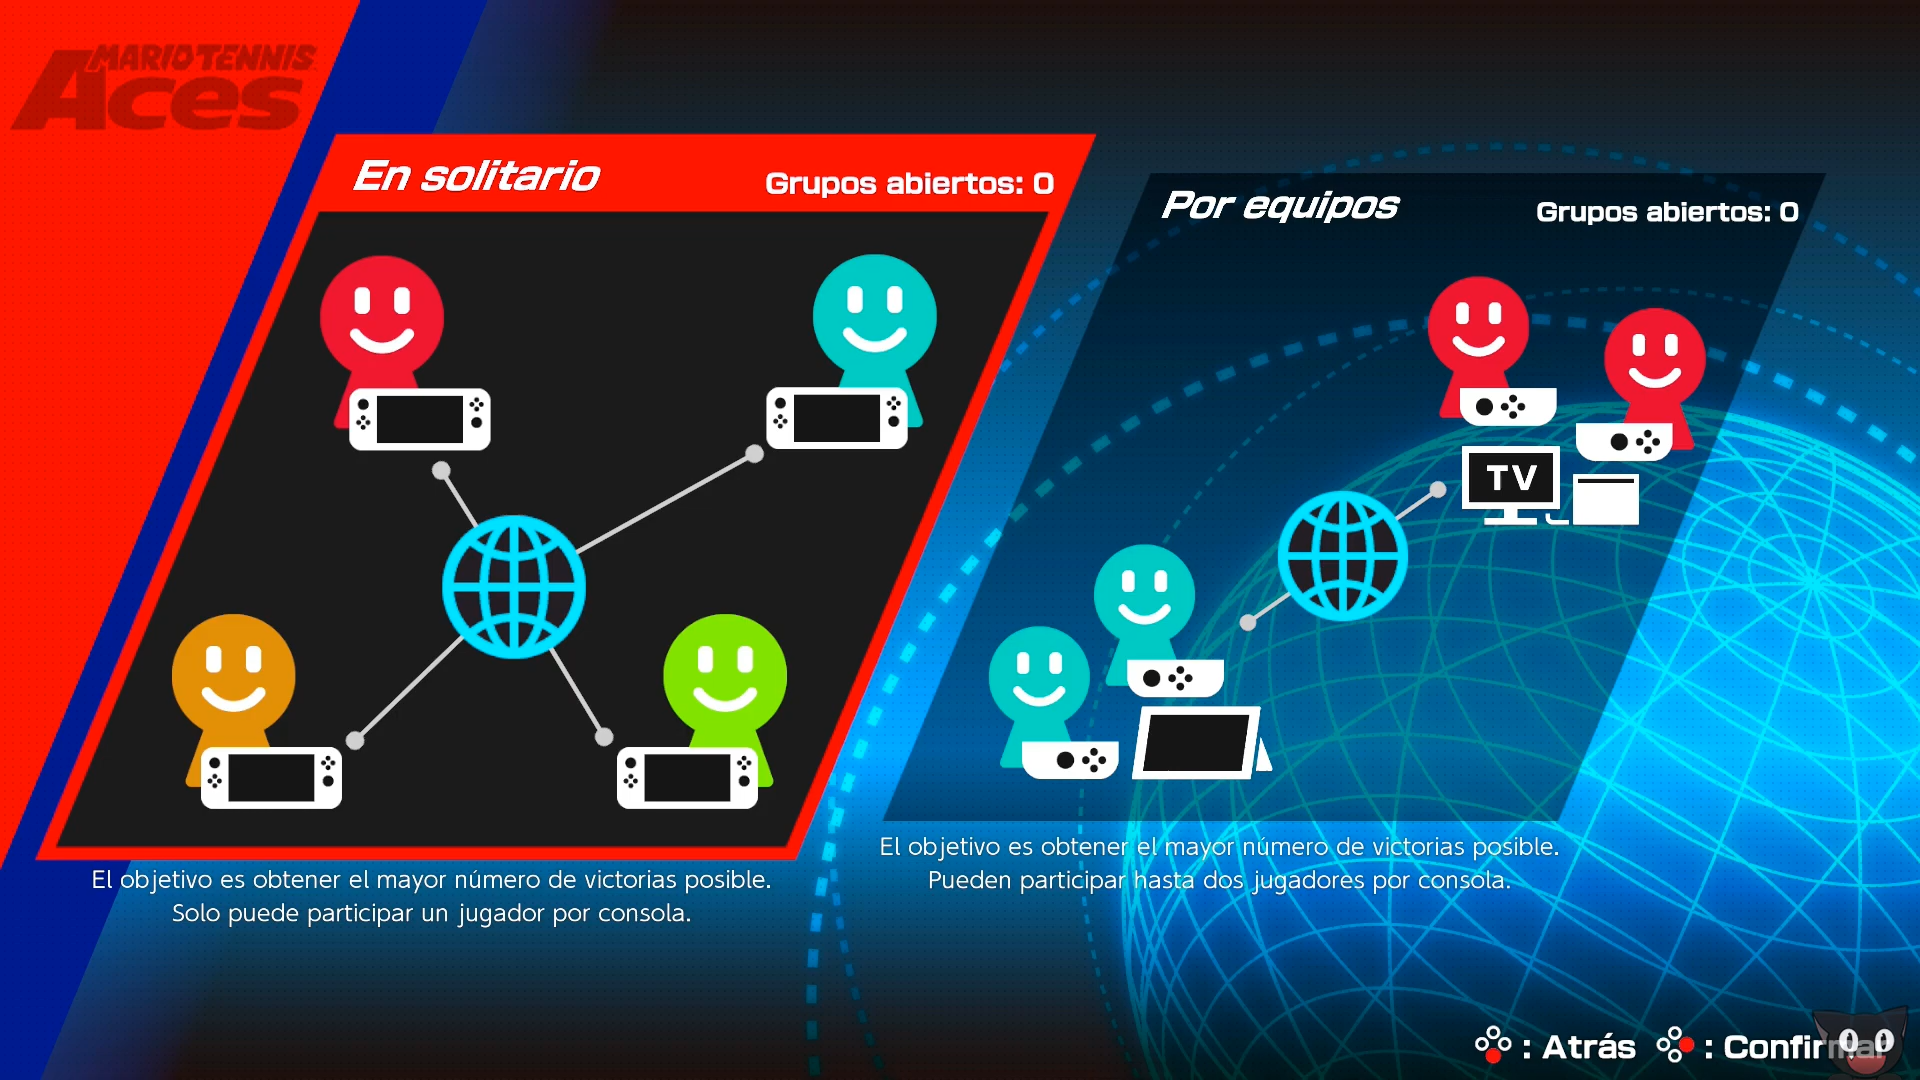 MARIO TENNIS
Aces
En solitario
Grupos abiertos: 0
Por equipos
Grupos abiertos: 0
TV
El objetivo es obtener el mayor número de victorias posible.
Solo puede participar un jugador por consola.
El objetivo es obtener el mayor número de victorias posible.
Pueden participar hasta dos jugadores por consola.
: Atrás : Confirmar